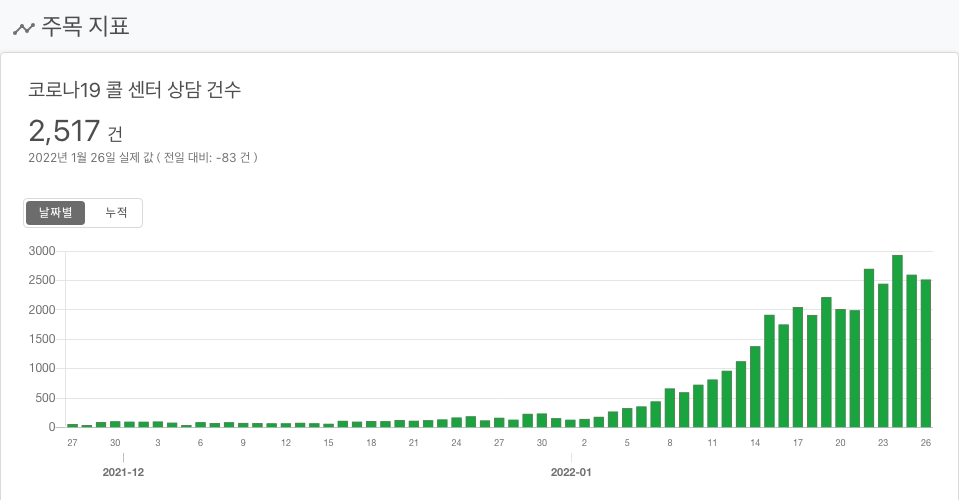 주목 지표
코로나19 콜 센터 상담 건수
2,517 건
2022년 1월 26일 실제 값 ( 전일 대비: -83 건 )
날짜별 누적
3000
2500
2000
1500
1000
500
0
27 30 3 6 9 12 15 18 21 24 27 30 2 5 8 11 14 17 20 23 26
2021-12 2022-01